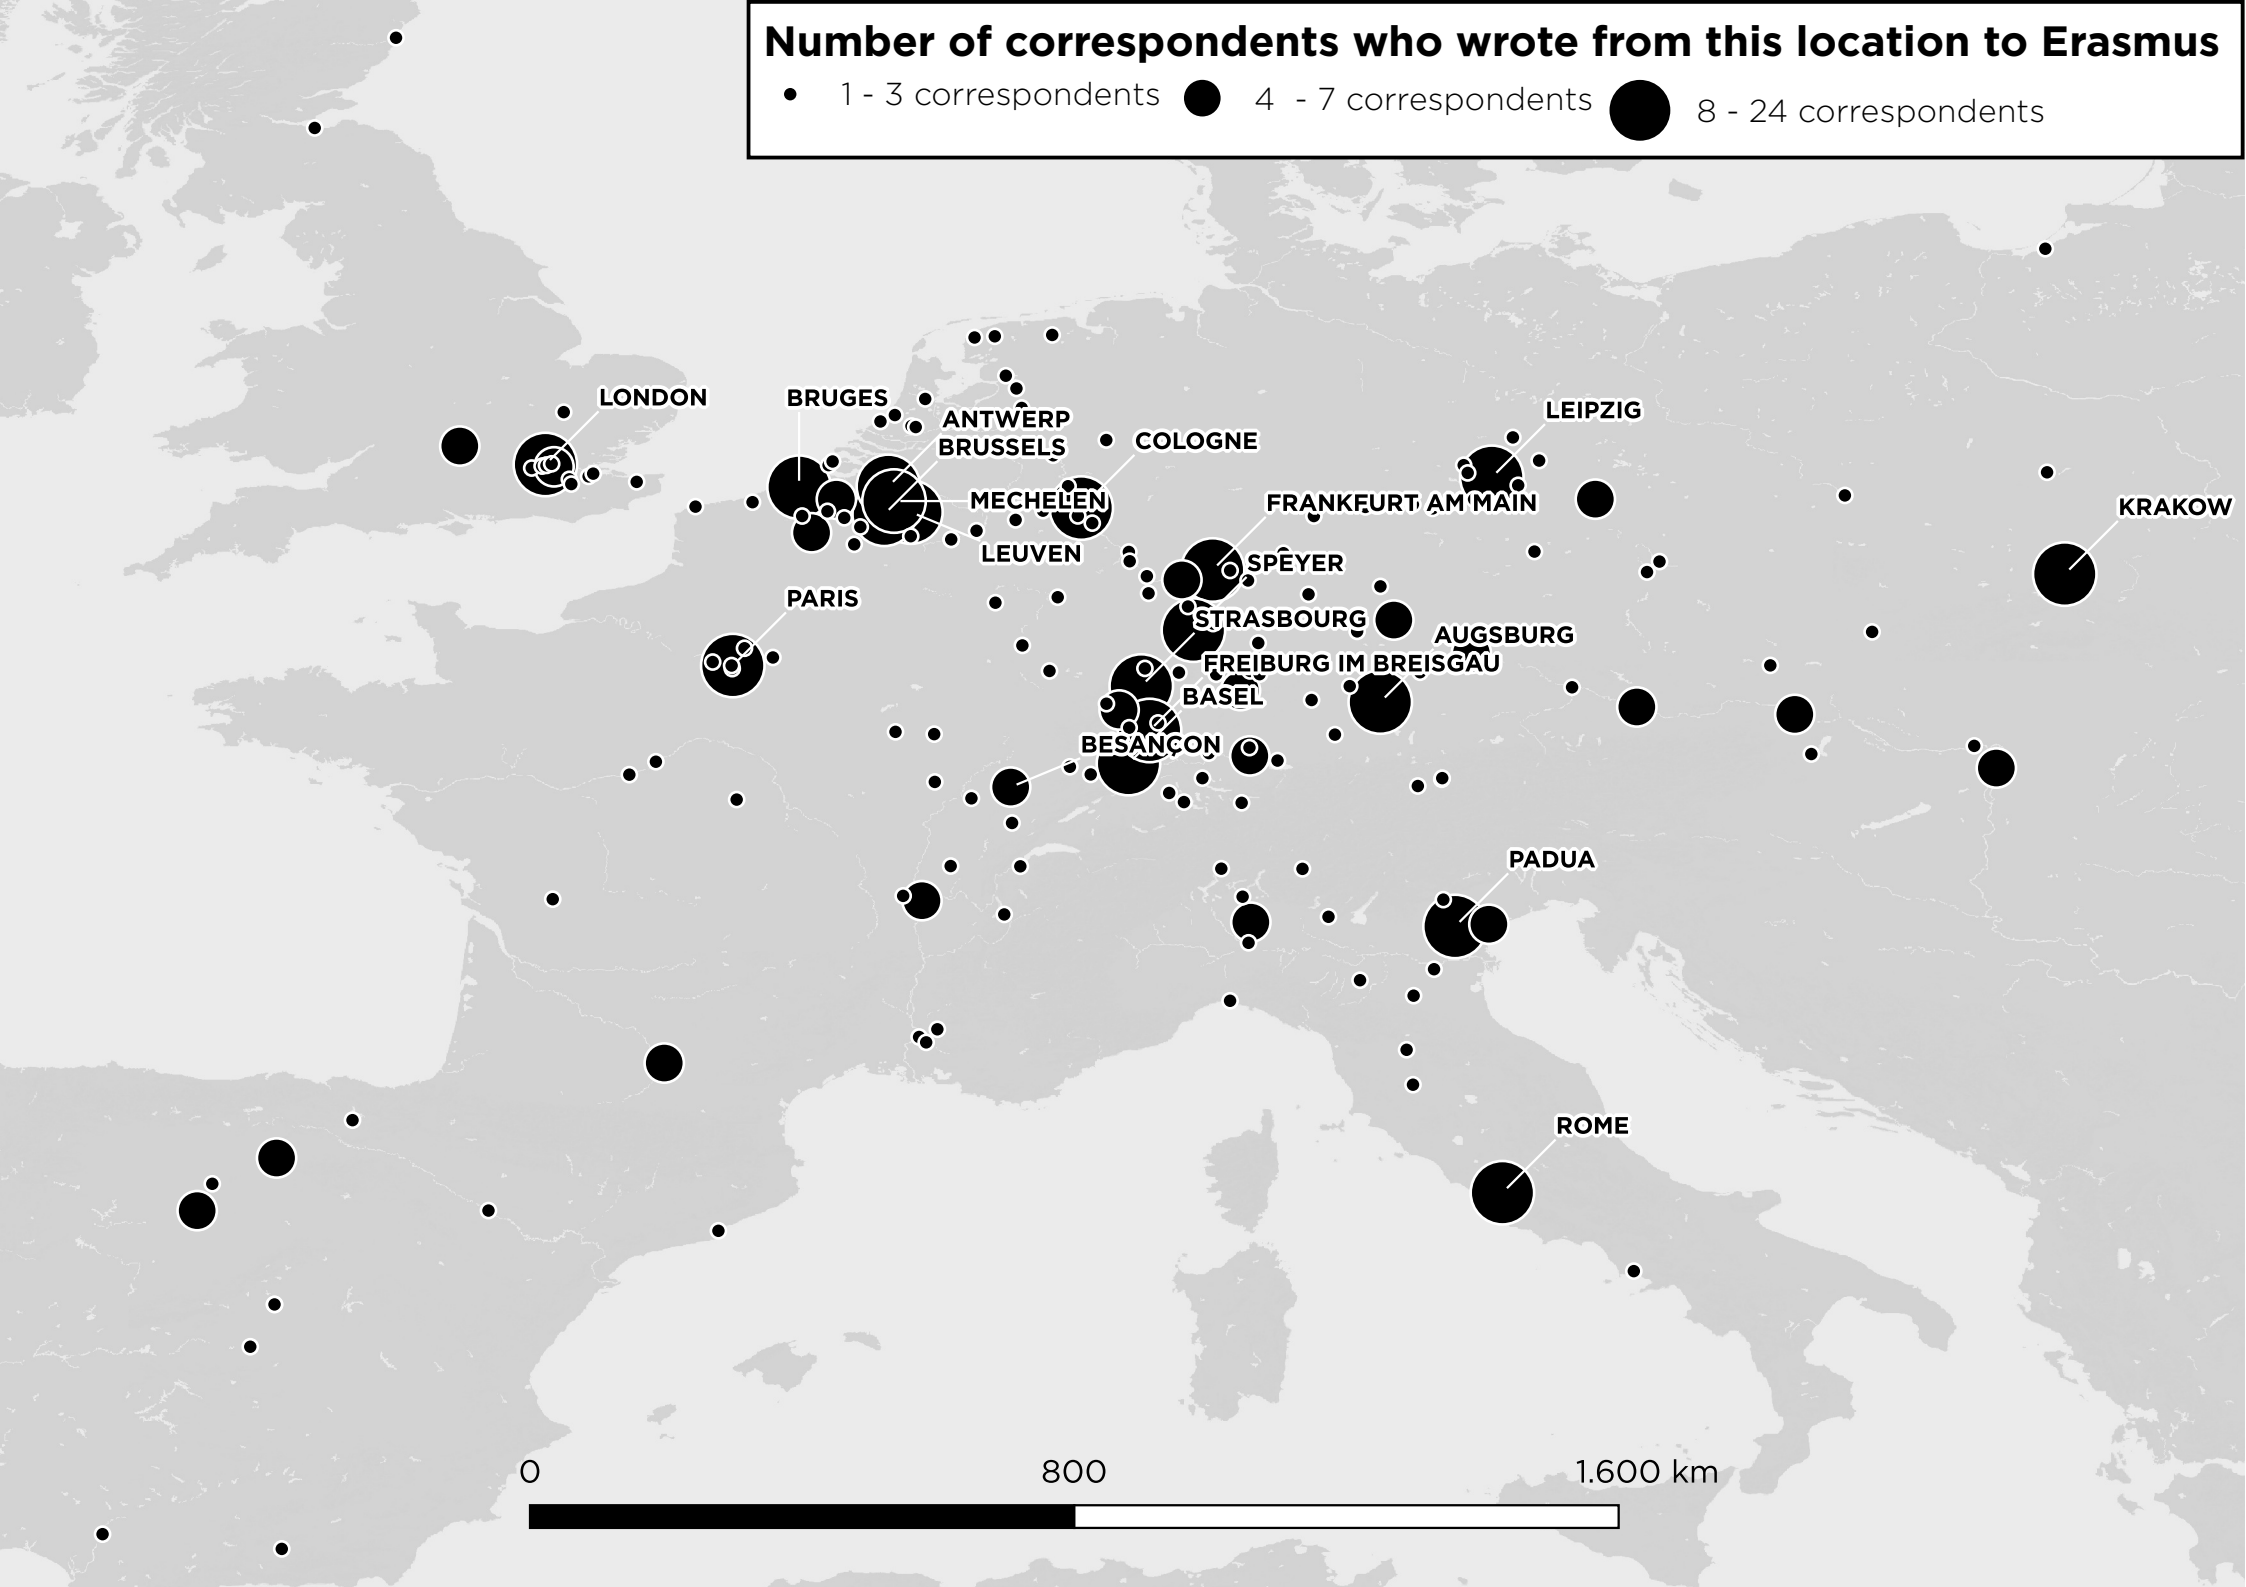 Number of correspondents who wrote from this location to Erasmus
1 - 3 correspondents
4 - 7 correspondents
8 - 24 correspondents
LONDON
BRUGES
ANTWERP
BRUSSELS
COLOGNE
LEIPZIG
MECHELEN
FRANKFURT AM MAIN
KRAKOW
LEUVEN
SPEYER
PARIS
STRASBOURG
AUGSBURG
FREIBURG IM BREISGAU
BASEL
BESANÇON
PADUA
ROME
0 800 1.600 km